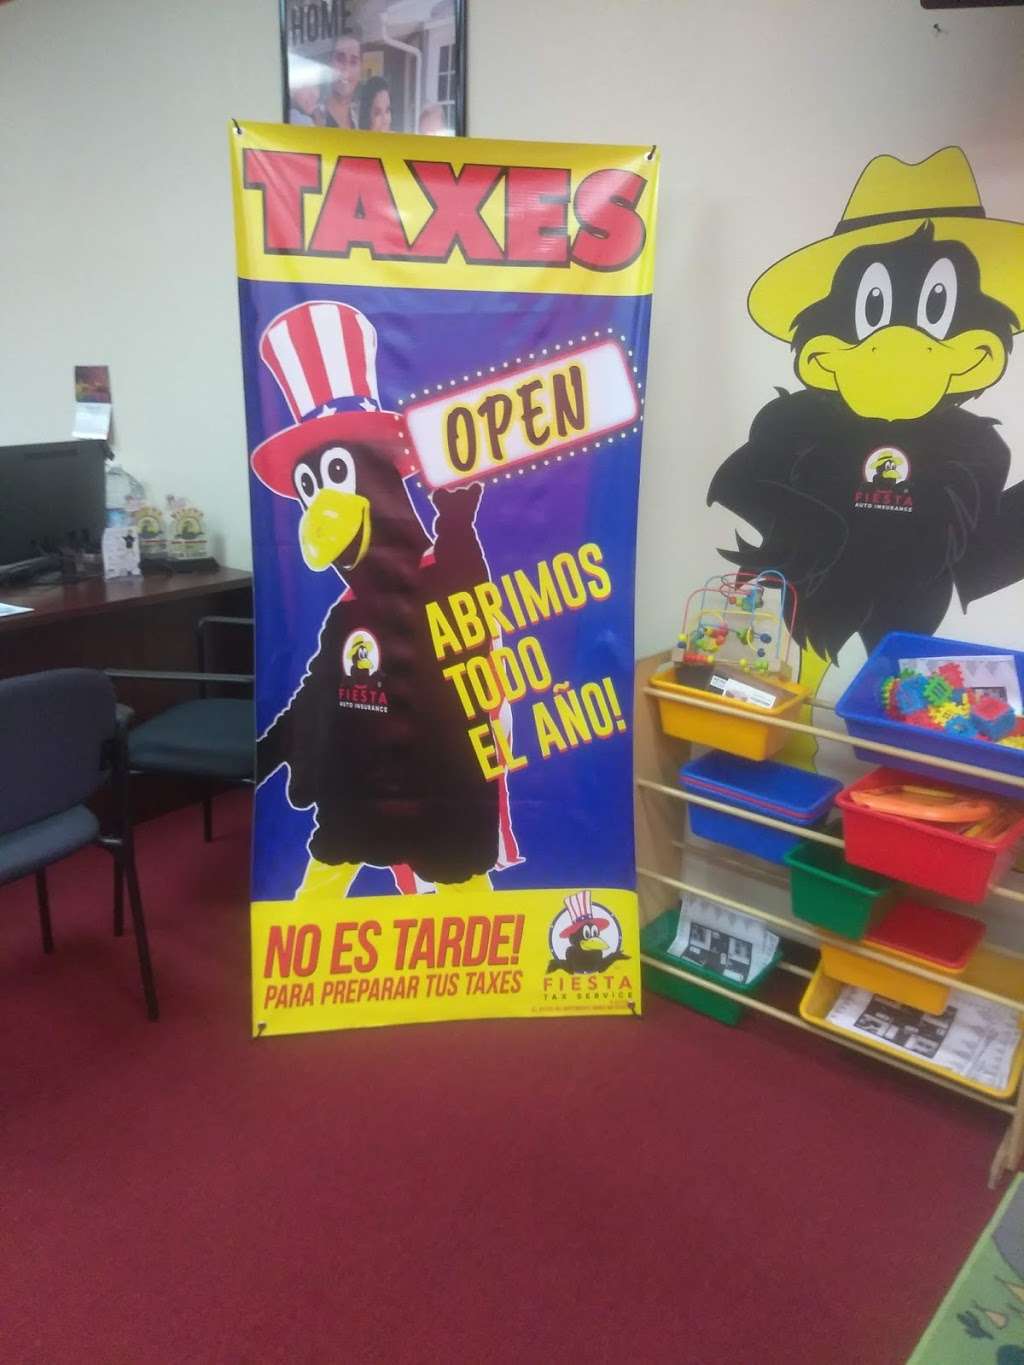 HOME
TAXES
OPEN
ABRIMOS
TODO
EL AÑO!
FIESTA
AUTO INSURANCE
NO ES TARDE!
PARA PREPARAR TUS TAXES
FIESTA
TAX SERVICE
FIESTA
AUTO INSURANCE